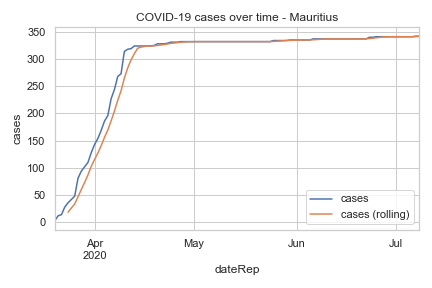 COVID-19 cases over time - Mauritius
350
300
250
200
150
100
50
0
cases
cases
cases (rolling)
Apr May Jun Jul
2020
dateRep